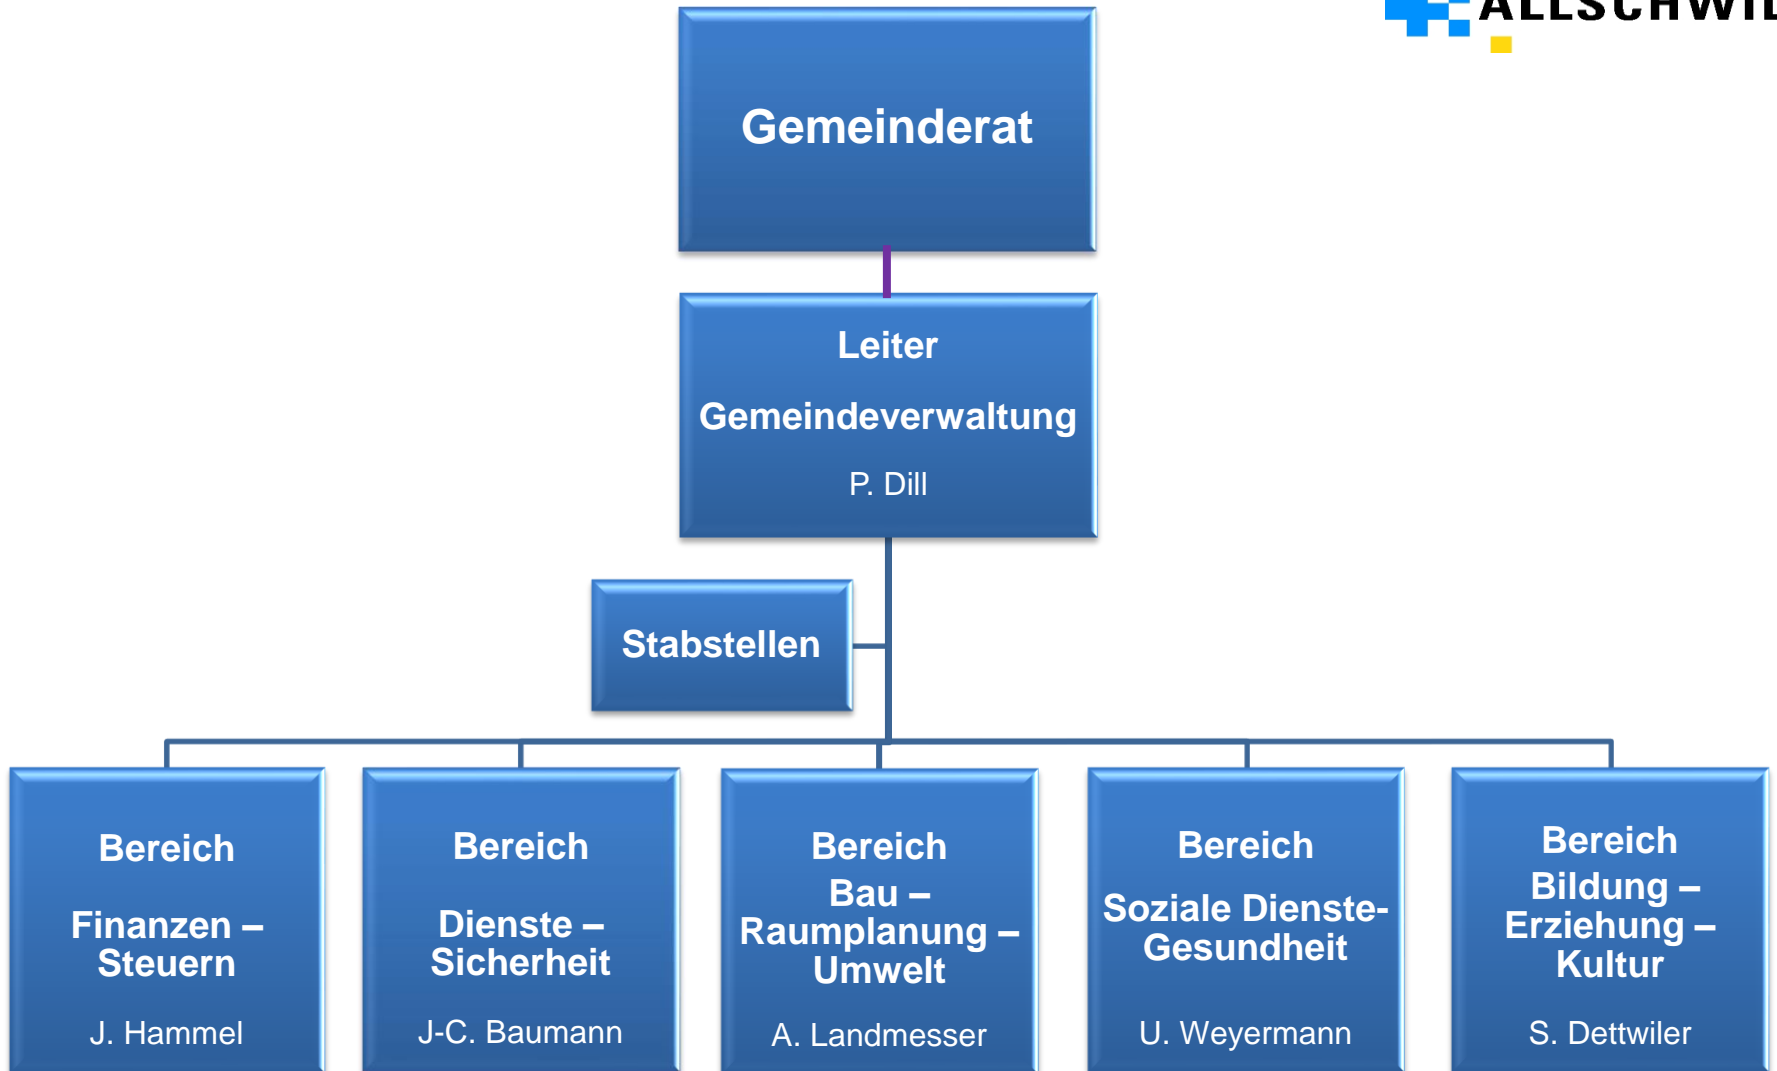 ALLSCHWIL
Gemeinderat
Leiter
Gemeindeverwaltung
P. Dill
Stabstellen
Bereich
Finanzen –
Steuern
J. Hammel
Bereich
Dienste –
Sicherheit
J-C. Baumann
Bereich
Bau –
Raumplanung –
Umwelt
A. Landmesser
Bereich
Soziale Dienste-
Gesundheit
U. Weyermann
Bereich
Bildung –
Erziehung –
Kultur
S. Dettwiler